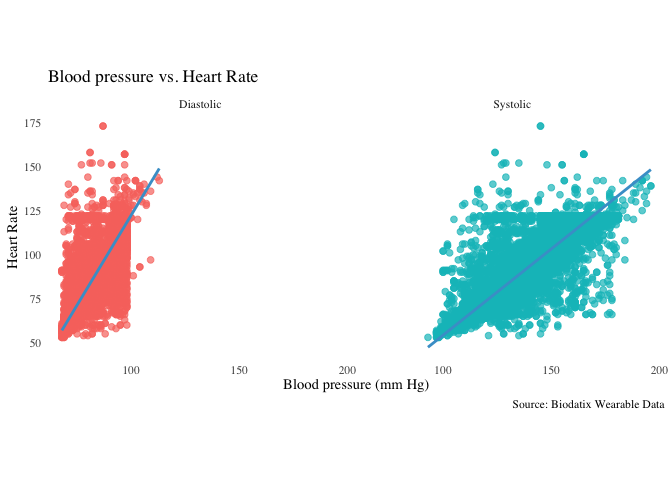 Blood pressure vs. Heart Rate
Diastolic
Systolic
175
150
125
100
75
50
Heart Rate
100
150
200
100
150
200
Blood pressure (mm Hg)
Source: Biodatix Wearable Data